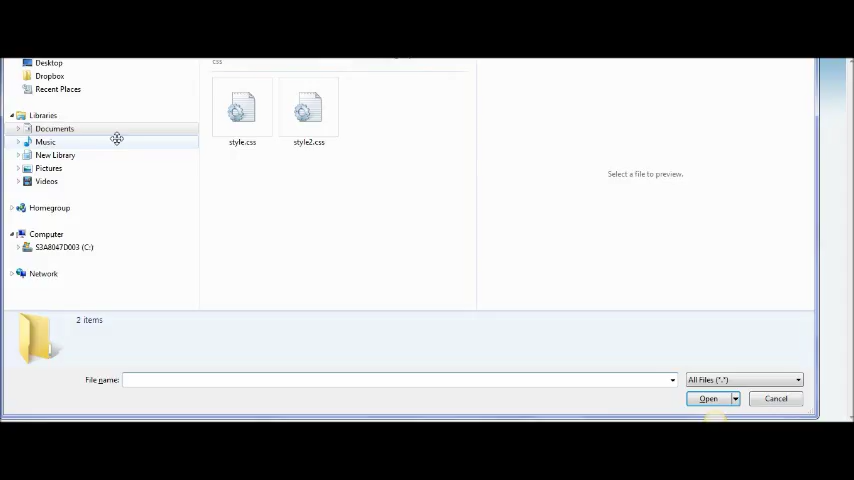 Desktop
css
Dropbox
Recent Places
Libraries
Documents
Music
New Library
Pictures
Videos
Homegroup
Computer
S3A8047D003 (C:)
Network
style.css
style2.css
Select a file to preview.
2 items
File name:
All Files (*.*)
Open
Cancel